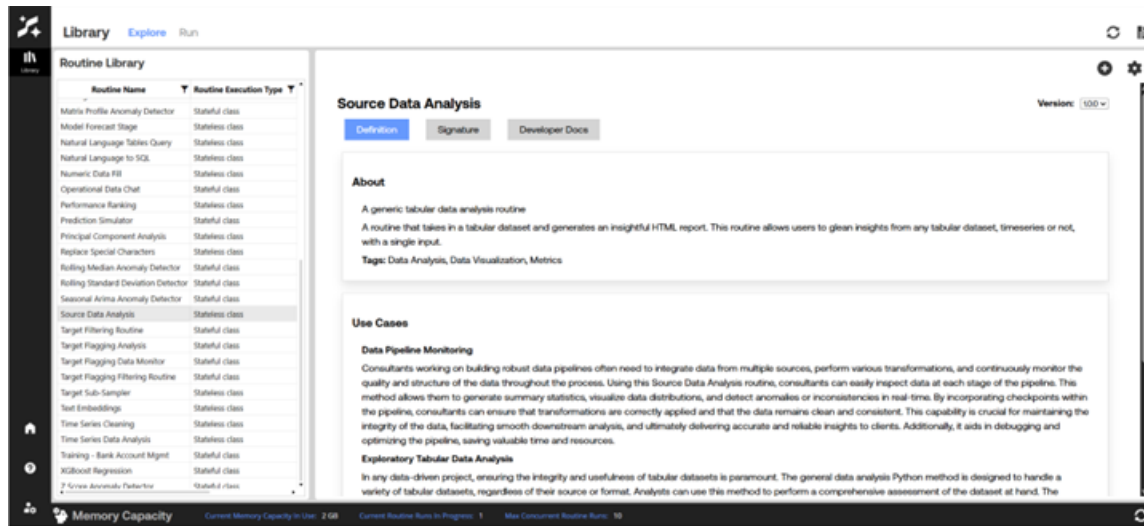 Library Explore Run
Library
Routine Library
Routine Name Routine Execution Type
Matrix Profile Anomaly Detector Stateful class
Model Forecast Stage Stateless class
Natural Language Tables Query Stateless class
Natural Language to SQL Stateless class
Numeric Data Fill Stateless class
Operational Data Chat Stateful class
Performance Ranking Stateful class
Prediction Simulator Stateful class
Principal Component Analysis Stateful class
Replace Special Characters Stateless class
Rolling Median Anomaly Detector Stateful class
Rolling Standard Deviation Detector Stateful class
Seasonal Arima Anomaly Detector Stateful class
Source Data Analysis Stateless class
Target Filtering Routine Stateful class
Target Flagging Analysis Stateful class
Target Flagging Data Monitor Stateful class
Target Flagging Filtering Routine Stateful class
Target Sub-Sampler Stateful class
Text Embeddings Stateless class
Time Series Cleaning Stateless class
Time Series Data Analysis Stateless class
Training - Bank Account Mgmt Stateful class
XGBoost Regression Stateful class
Z Score Anomaly Detector Stateful class
Source Data Analysis
Version: 1.0.0
Definition Signature Developer Docs
About
A generic tabular data analysis routine
A routine that takes in a tabular dataset and generates an insightful HTML report. This routine allows users to glean insights from any tabular dataset, timeseries or not,
with a single input.
Tags: Data Analysis, Data Visualization, Metrics
Use Cases
Data Pipeline Monitoring
Consultants working on building robust data pipelines often need to integrate data from multiple sources, perform various transformations, and continuously monitor the
quality and structure of the data throughout the process. Using this Source Data Analysis routine, consultants can easily inspect data at each stage of the pipeline. This
method allows them to generate summary statistics, visualize data distributions, and detect anomalies or inconsistencies in real-time. By incorporating checkpoints within
the pipeline, consultants can ensure that transformations are correctly applied and that the data remains clean and consistent. This capability is crucial for maintaining the
integrity of the data, facilitating smooth downstream analysis, and ultimately delivering accurate and reliable insights to clients. Additionally, it aids in debugging and
optimizing the pipeline, saving valuable time and resources.
Exploratory Tabular Data Analysis
In any data-driven project, ensuring the integrity and usefulness of tabular datasets is paramount. The general data analysis Python method is designed to handle a
variety of tabular datasets, regardless of their source or format. Analysts can use this method to perform a comprehensive assessment of the dataset at hand. The
Memory Capacity Current Memory Capacity In Use: 2 GB Current Routine Runs In Progress: 1 Max Concurrent Routine Runs: 10